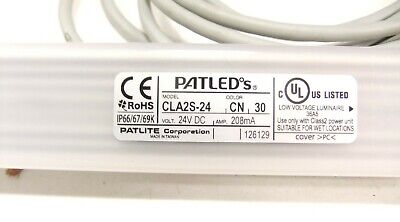 CE
RoHS
IP66/67/69K
PATLED's®
MODEL
COLOR
CLA2S-24 CN 30
VOLT. 24V DC AMP. 208mA
PATLITE Corporation
MADE IN TAIWAN
126129
C UL US LISTED
LOW VOLTAGE LUMINAIRE
36A5
Use only with Class2 power unit
SUITABLE FOR WET LOCATIONS
cover >PC<